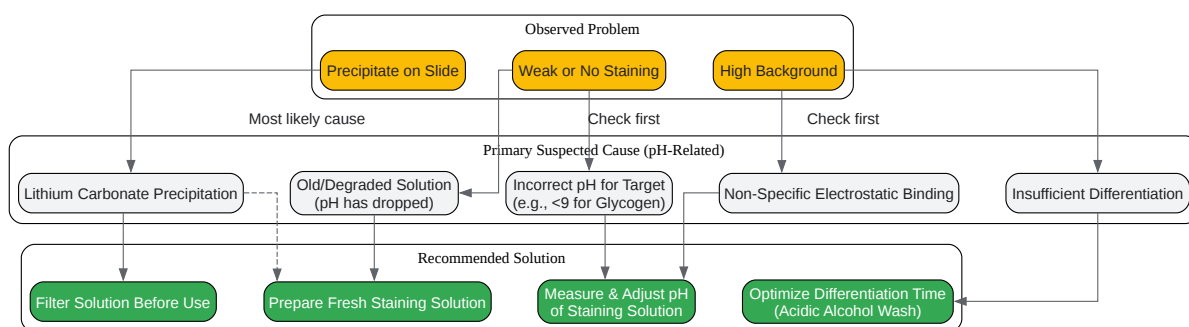 Observed Problem
Precipitate on Slide
Weak or No Staining
High Background
Most likely cause
Check first
Check first
Primary Suspected Cause (pH-Related)
Lithium Carbonate Precipitation
Old/Degraded Solution
(pH has dropped)
Incorrect pH for Target
(e.g., <9 for Glycogen)
Non-Specific Electrostatic Binding
Insufficient Differentiation
Recommended Solution
Filter Solution Before Use
Prepare Fresh Staining Solution
Measure & Adjust pH
of Staining Solution
Optimize Differentiation Time
(Acidic Alcohol Wash)